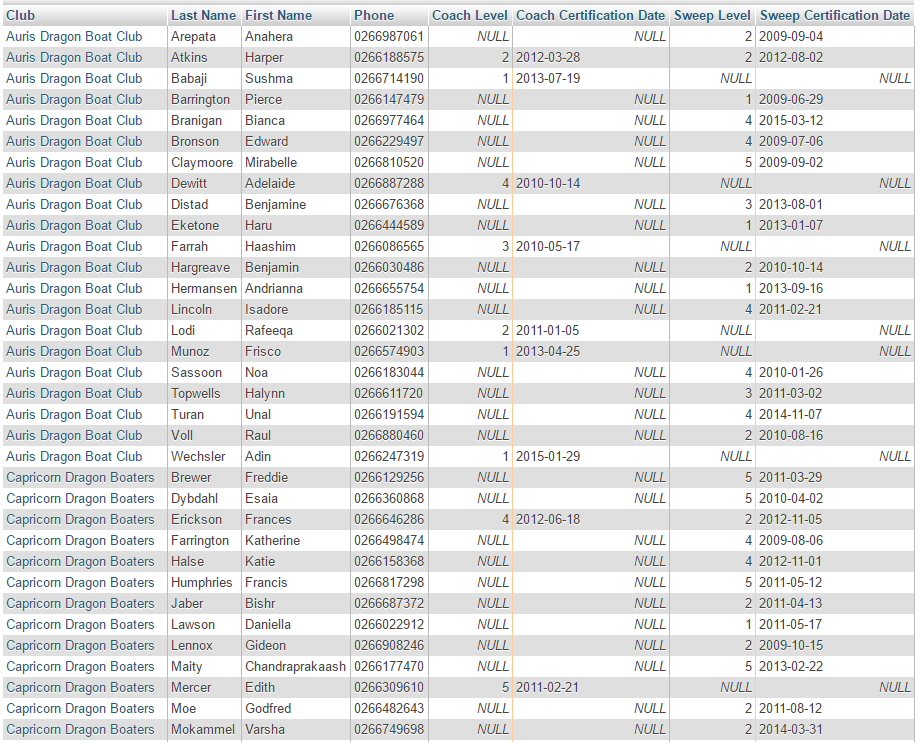 Club Last Name First Name Phone Coach Level Coach Certification Date Sweep Level Sweep Certification Date
Auris Dragon Boat Club Arepata Anahera 0266987061 NULL NULL 2 2009-09-04
Auris Dragon Boat Club Atkins Harper 0266188575 2 2012-03-28 2 2012-08-02
Auris Dragon Boat Club Babaji Sushma 0266714190 1 2013-07-19 NULL NULL
Auris Dragon Boat Club Barrington Pierce 0266147479 NULL NULL 1 2009-06-29
Auris Dragon Boat Club Branigan Bianca 0266977464 NULL NULL 4 2015-03-12
Auris Dragon Boat Club Bronson Edward 0266229497 NULL NULL 4 2009-07-06
Auris Dragon Boat Club Claymoore Mirabelle 0266810520 NULL NULL 5 2009-09-02
Auris Dragon Boat Club Dewitt Adelaide 0266887288 4 2010-10-14 NULL NULL
Auris Dragon Boat Club Distad Benjamine 0266676368 NULL NULL 3 2013-08-01
Auris Dragon Boat Club Eketone Haru 0266444589 NULL NULL 1 2013-01-07
Auris Dragon Boat Club Farrah Haashim 0266086565 3 2010-05-17 NULL NULL
Auris Dragon Boat Club Hargreave Benjamin 0266030486 NULL NULL 2 2010-10-14
Auris Dragon Boat Club Hermansen Andrianna 0266655754 NULL NULL 1 2013-09-16
Auris Dragon Boat Club Lincoln Isadore 0266185115 NULL NULL 4 2011-02-21
Auris Dragon Boat Club Lodi Rafeeqa 0266021302 2 2011-01-05 NULL NULL
Auris Dragon Boat Club Munoz Frisco 0266574903 1 2013-04-25 NULL NULL
Auris Dragon Boat Club Sassoon Noa 0266183044 NULL NULL 4 2010-01-26
Auris Dragon Boat Club Topwells Halynn 0266611720 NULL NULL 3 2011-03-02
Auris Dragon Boat Club Turan Unal 0266191594 NULL NULL 4 2014-11-07
Auris Dragon Boat Club Voll Raul 0266880460 NULL NULL 2 2010-08-16
Auris Dragon Boat Club Wechsler Adin 0266247319 1 2015-01-29 NULL NULL
Capricorn Dragon Boaters Brewer Freddie 0266129256 NULL NULL 5 2011-03-29
Capricorn Dragon Boaters Dybdahl Esaia 0266360868 NULL NULL 5 2010-04-02
Capricorn Dragon Boaters Erickson Frances 0266646286 4 2012-06-18 2 2012-11-05
Capricorn Dragon Boaters Farrington Katherine 0266498474 NULL NULL 4 2009-08-06
Capricorn Dragon Boaters Halse Katie 0266158368 NULL NULL 4 2012-11-01
Capricorn Dragon Boaters Humphries Francis 0266817298 NULL NULL 5 2011-05-12
Capricorn Dragon Boaters Jaber Bishr 0266687372 NULL NULL 2 2011-04-13
Capricorn Dragon Boaters Lawson Daniella 0266022912 NULL NULL 1 2011-05-17
Capricorn Dragon Boaters Lennox Gideon 0266908246 NULL NULL 2 2009-10-15
Capricorn Dragon Boaters Maity Chandraprakaash 0266177470 NULL NULL 5 2013-02-22
Capricorn Dragon Boaters Mercer Edith 0266309610 5 2011-02-21 NULL NULL
Capricorn Dragon Boaters Moe Godfred 0266482643 NULL NULL 2 2011-08-12
Capricorn Dragon Boaters Mokammel Varsha 0266749698 NULL NULL 2 2014-03-31